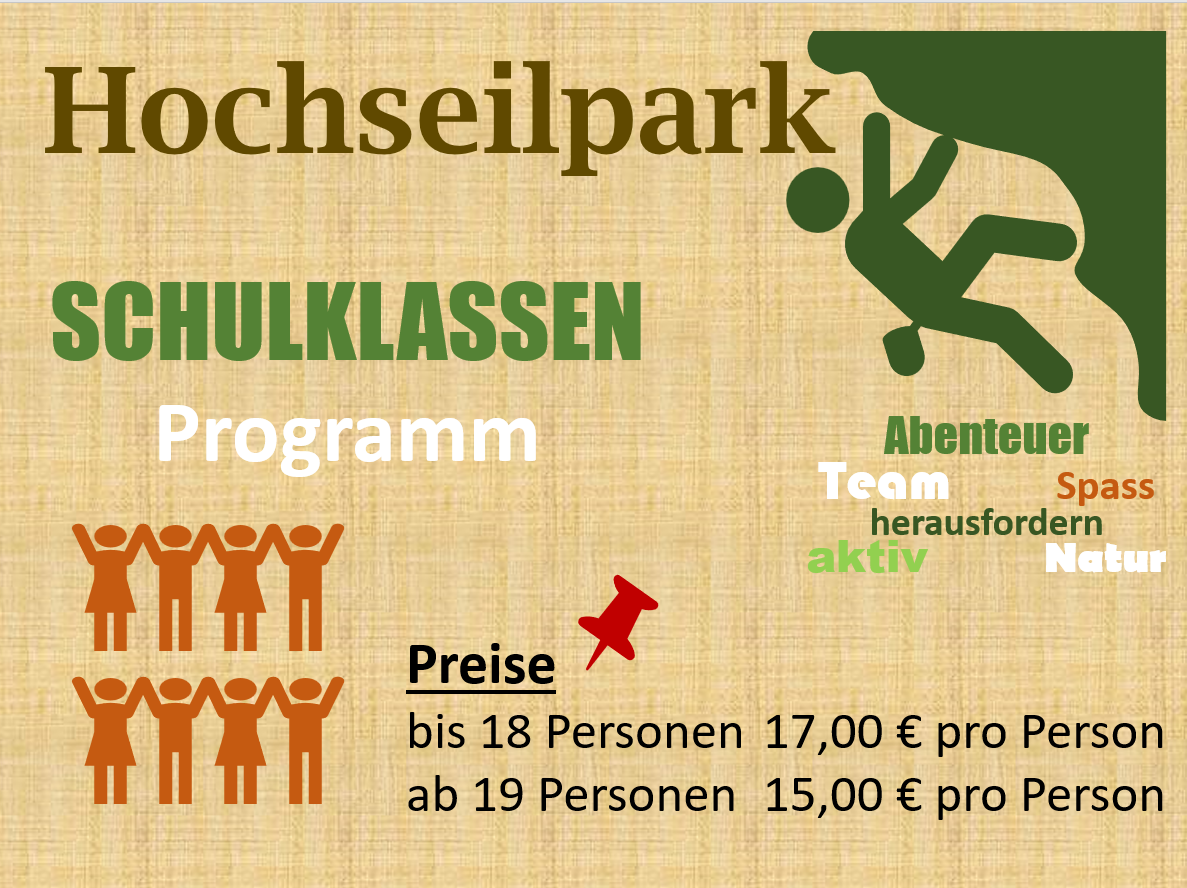 Hochseilpark
SCHULKLASSEN
Programm
Abenteuer
Team Spass
herausfordern
aktiv Natur
Preise
bis 18 Personen 17,00 € pro Person
ab 19 Personen 15,00 € pro Person